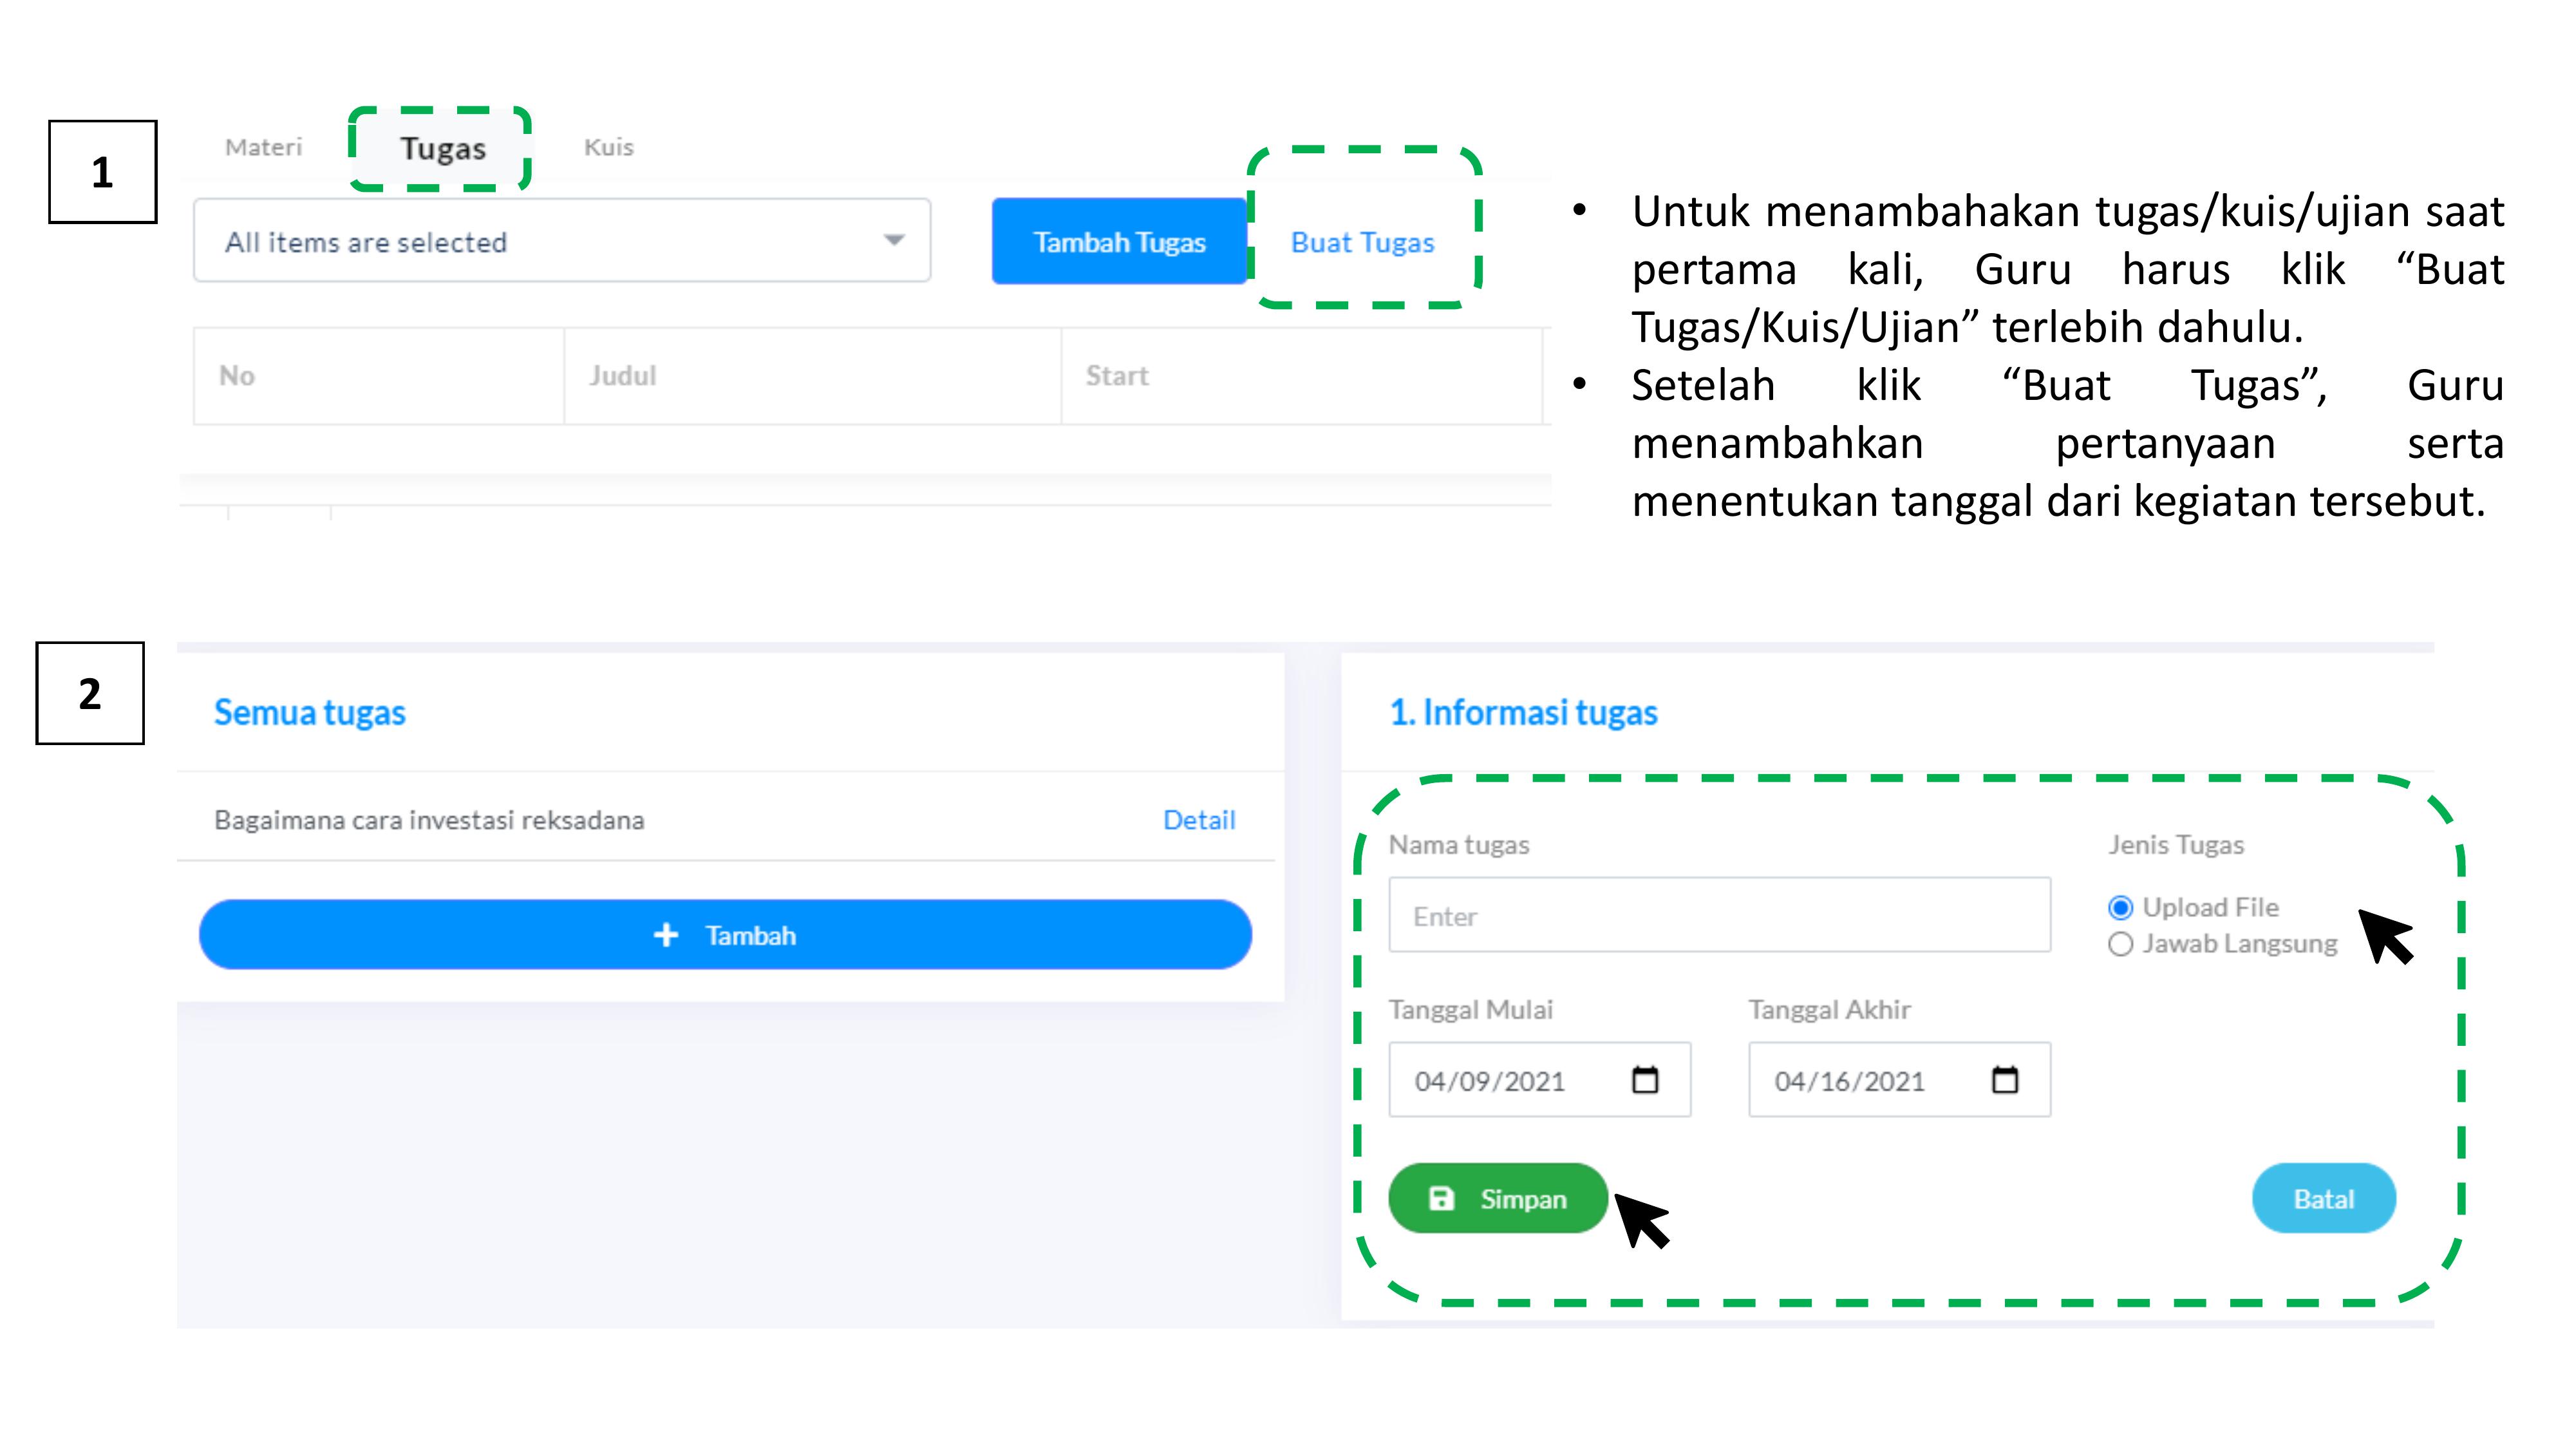 1
Materi
Tugas
Kuis
All items are selected
Tambah Tugas
Buat Tugas
No
Judul
Start
• Untuk menambahakan tugas/kuis/ujian saat
pertama kali, Guru harus klik “Buat
Tugas/Kuis/Ujian” terlebih dahulu.
• Setelah klik “Buat Tugas”, Guru
menambahkan pertanyaan serta
menentukan tanggal dari kegiatan tersebut.
2
Semua tugas
Bagaimana cara investasi reksadana
Detail
+ Tambah
1. Informasi tugas
Nama tugas
Enter
Jenis Tugas
Upload File
Jawab Langsung
Tanggal Mulai
Tanggal Akhir
04/09/2021
04/16/2021
Simpan
Batal